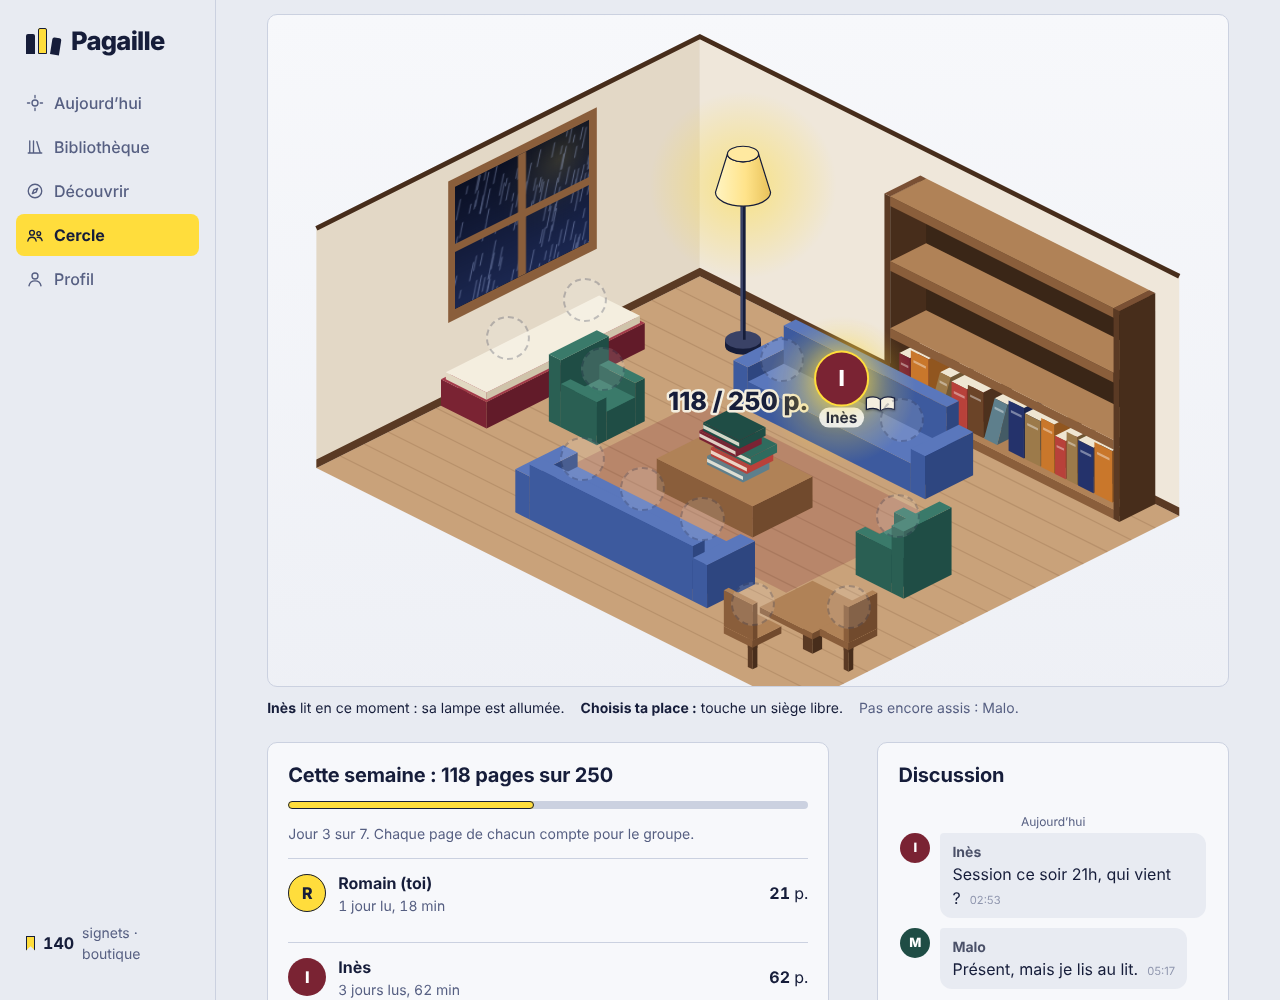 Pagaille
Aujourd’hui
Bibliothèque
Découvrir
Cercle
Profil
140 signets · boutique
118 / 250 p.
I
Inès
Inès lit en ce moment : sa lampe est allumée. Choisis ta place : touche un siège libre. Pas encore assis : Malo.
Cette semaine : 118 pages sur 250
Jour 3 sur 7. Chaque page de chacun compte pour le groupe.
R
Romain (toi)
1 jour lu, 18 min
21 p.
I
Inès
3 jours lus, 62 min
62 p.
Discussion
Aujourd’hui
I
Inès
Session ce soir 21h, qui vient
? 02:53
M
Malo
Présent, mais je lis au lit. 05:17